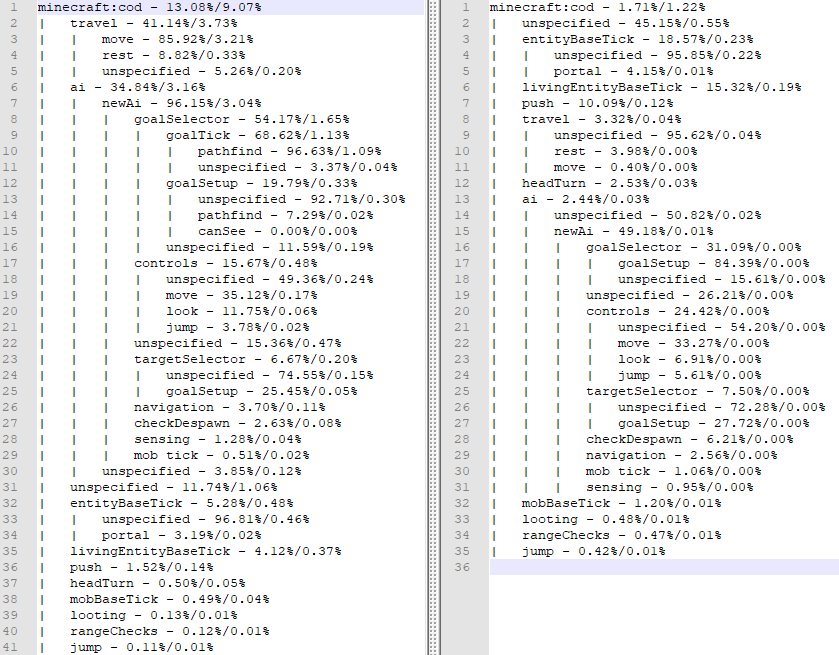 1 minecraft:cod - 13.08%/9.07%
2 | travel - 41.14%/3.73%
3 | | move - 85.92%/3.21%
4 | | rest - 8.82%/0.33%
5 | | unspecified - 5.26%/0.20%
6 | ai - 34.84%/3.16%
7 | | newAi - 96.15%/3.04%
8 | | | goalSelector - 54.17%/1.65%
9 | | | | goalTick - 68.62%/1.13%
10 | | | | | pathfind - 96.63%/1.09%
11 | | | | | unspecified - 3.37%/0.04%
12 | | | | goalSetup - 19.79%/0.33%
13 | | | | | unspecified - 92.71%/0.30%
14 | | | | | pathfind - 7.29%/0.02%
15 | | | | | canSee - 0.00%/0.00%
16 | | | | unspecified - 11.59%/0.19%
17 | | | controls - 15.67%/0.48%
18 | | | | unspecified - 49.36%/0.24%
19 | | | | move - 35.12%/0.17%
20 | | | | look - 11.75%/0.06%
21 | | | | jump - 3.78%/0.02%
22 | | | unspecified - 15.36%/0.47%
23 | | | targetSelector - 6.67%/0.20%
24 | | | | unspecified - 74.55%/0.15%
25 | | | | goalSetup - 25.45%/0.05%
26 | | | navigation - 3.70%/0.11%
27 | | | checkDespawn - 2.63%/0.08%
28 | | | sensing - 1.28%/0.04%
29 | | | mob tick - 0.51%/0.02%
30 | | unspecified - 3.85%/0.12%
31 | unspecified - 11.74%/1.06%
32 | entityBaseTick - 5.28%/0.48%
33 | | unspecified - 96.81%/0.46%
34 | | portal - 3.19%/0.02%
35 | livingEntityBaseTick - 4.12%/0.37%
36 | push - 1.52%/0.14%
37 | headTurn - 0.50%/0.05%
38 | mobBaseTick - 0.49%/0.04%
39 | looting - 0.13%/0.01%
40 | rangeChecks - 0.12%/0.01%
41 | jump - 0.11%/0.01%
1 minecraft:cod - 1.71%/1.22%
2 | unspecified - 45.15%/0.55%
3 | entityBaseTick - 18.57%/0.23%
4 | | unspecified - 95.85%/0.22%
5 | | portal - 4.15%/0.01%
6 | livingEntityBaseTick - 15.32%/0.19%
7 | push - 10.09%/0.12%
8 | travel - 3.32%/0.04%
9 | | unspecified - 95.62%/0.04%
10 | | rest - 3.98%/0.00%
11 | | move - 0.40%/0.00%
12 | headTurn - 2.53%/0.03%
13 | ai - 2.44%/0.03%
14 | | unspecified - 50.82%/0.02%
15 | | newAi - 49.18%/0.01%
16 | | | goalSelector - 31.09%/0.00%
17 | | | | goalSetup - 84.39%/0.00%
18 | | | | unspecified - 15.61%/0.00%
19 | | | unspecified - 26.21%/0.00%
20 | | | controls - 24.42%/0.00%
21 | | | | unspecified - 54.20%/0.00%
22 | | | | move - 33.27%/0.00%
23 | | | | look - 6.91%/0.00%
24 | | | | jump - 5.61%/0.00%
25 | | | targetSelector - 7.50%/0.00%
26 | | | | unspecified - 72.28%/0.00%
27 | | | | goalSetup - 27.72%/0.00%
28 | | | checkDespawn - 6.21%/0.00%
29 | | | navigation - 2.56%/0.00%
30 | | | mob tick - 1.06%/0.00%
31 | | | sensing - 0.95%/0.00%
32 | mobBaseTick - 1.20%/0.01%
33 | looting - 0.48%/0.01%
34 | rangeChecks - 0.47%/0.01%
35 | jump - 0.42%/0.01%
36